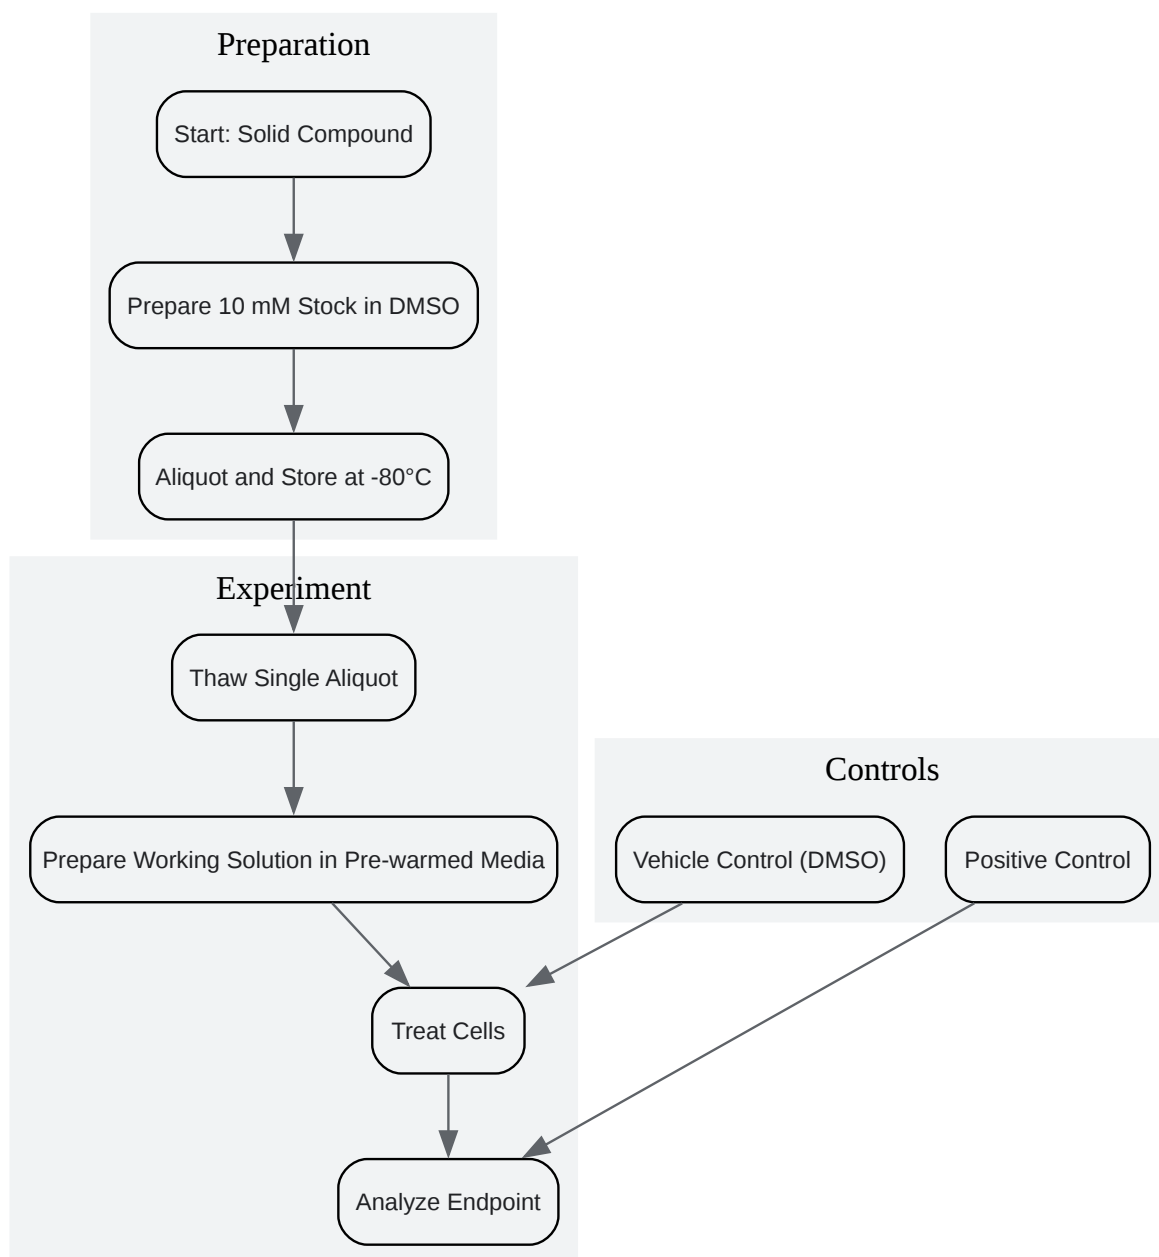 Preparation
Start: Solid Compound
Prepare 10 mM Stock in DMSO
Aliquot and Store at -80°C
Experiment
Thaw Single Aliquot
Controls
Prepare Working Solution in Pre-warmed Media
Vehicle Control (DMSO)
Positive Control
Treat Cells
Analyze Endpoint